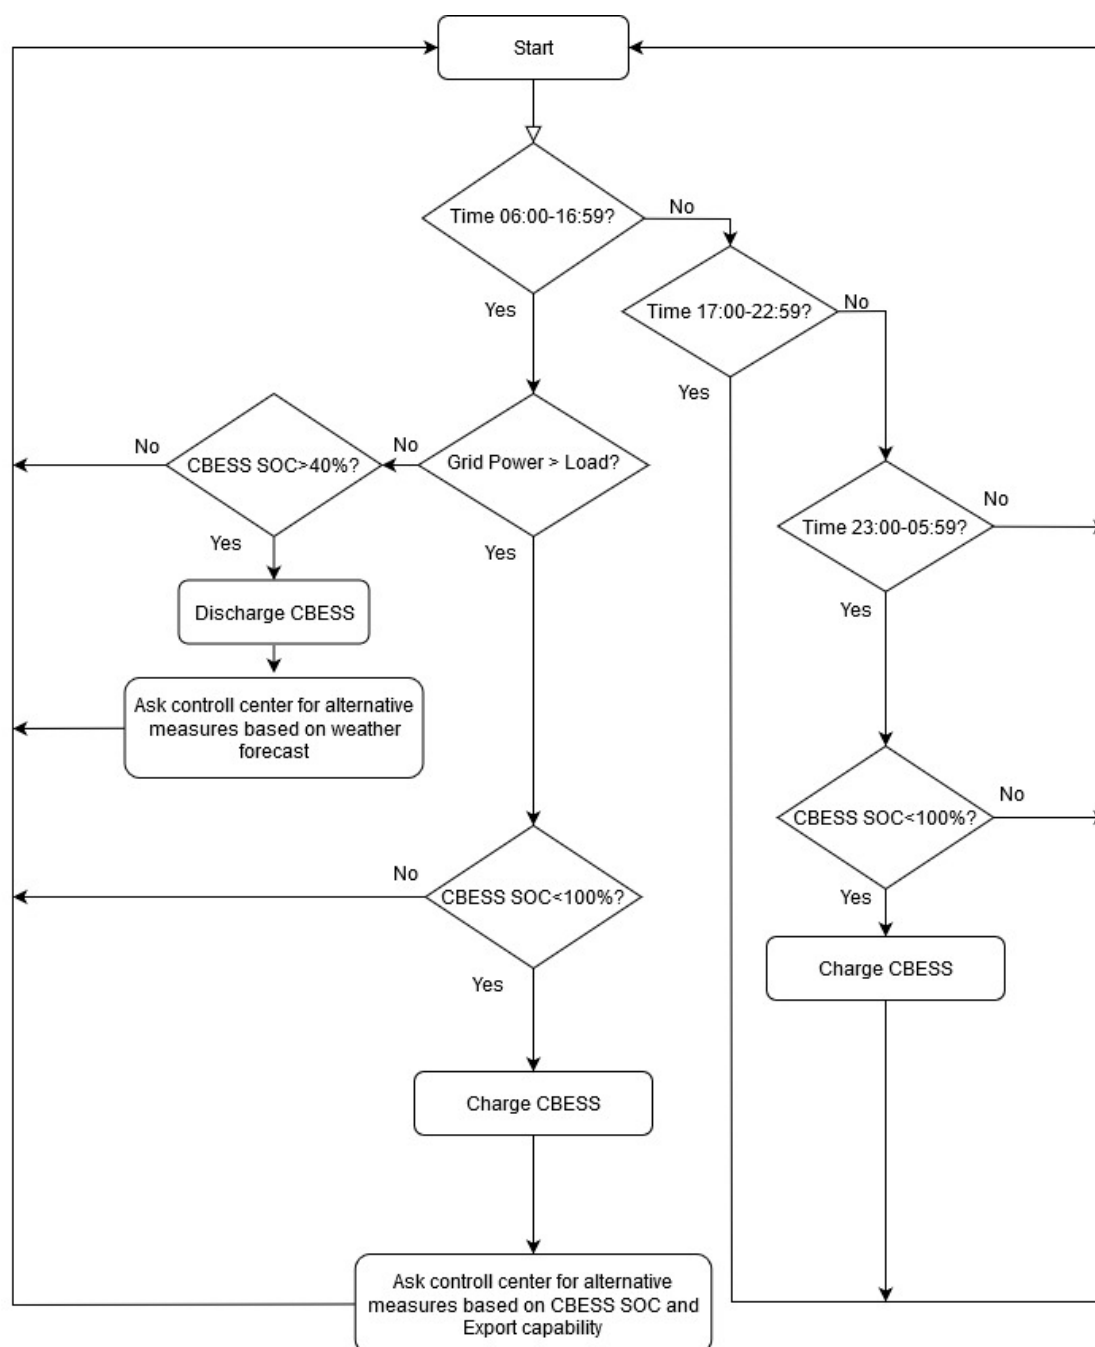 Start
Time 06:00-16:59?
No
Yes
Time 17:00-22:59?
No
Yes
No
CBESS SOC>40%?
No
Grid Power > Load?
Yes
Yes
Time 23:00-05:59?
No
Yes
Discharge CBESS
Ask controll center for alternative
measures based on weather
forecast
CBESS SOC<100%?
No
Yes
No
CBESS SOC<100%?
Yes
Charge CBESS
Charge CBESS
Ask controll center for alternative
measures based on CBESS SOC and
Export capability